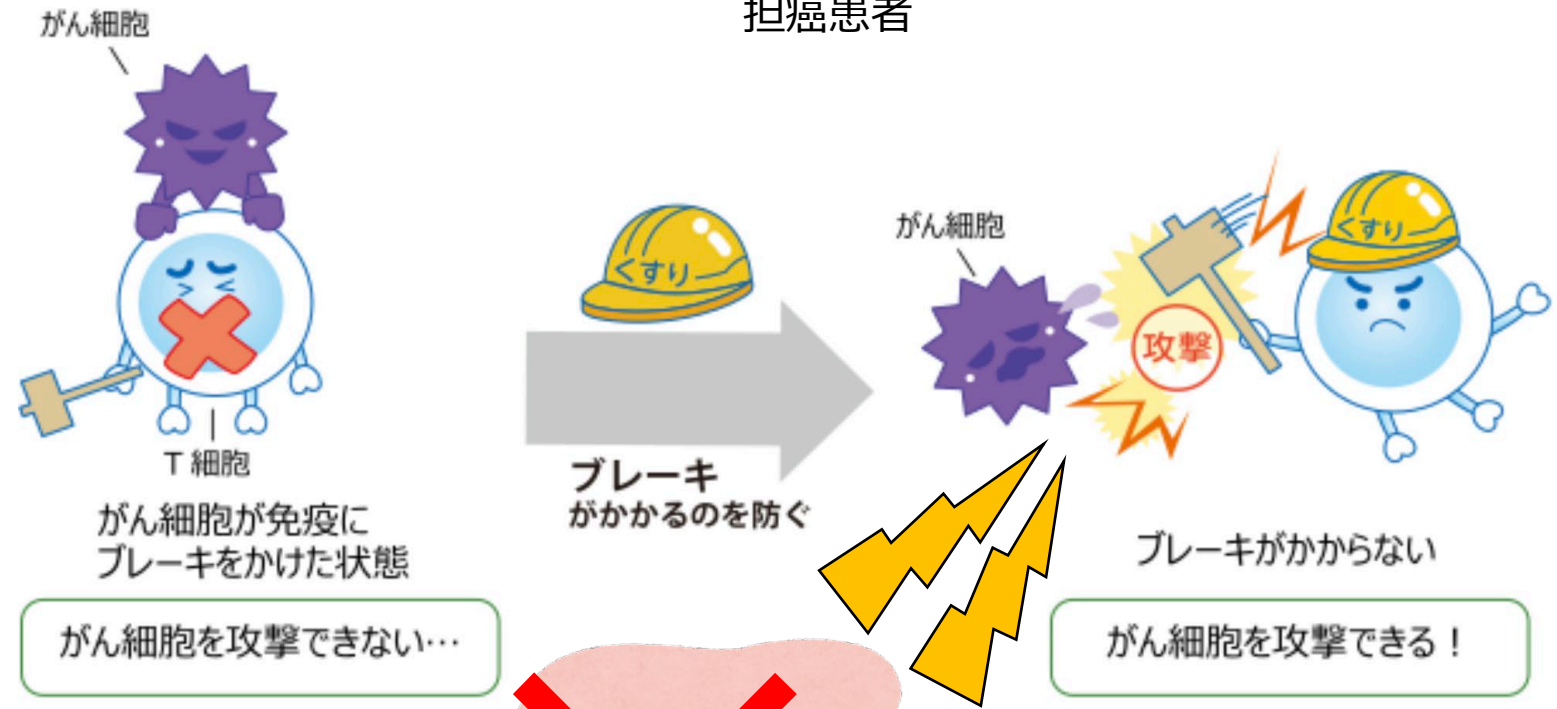 担癌患者
がん細胞
T細胞
がん細胞が免疫に
ブレーキをかけた状態
がん細胞を攻撃できない…
くすり
ブレーキ
がかかるのを防ぐ
がん細胞
攻撃
くすり
ブレーキがかからない
がん細胞を攻撃できる！